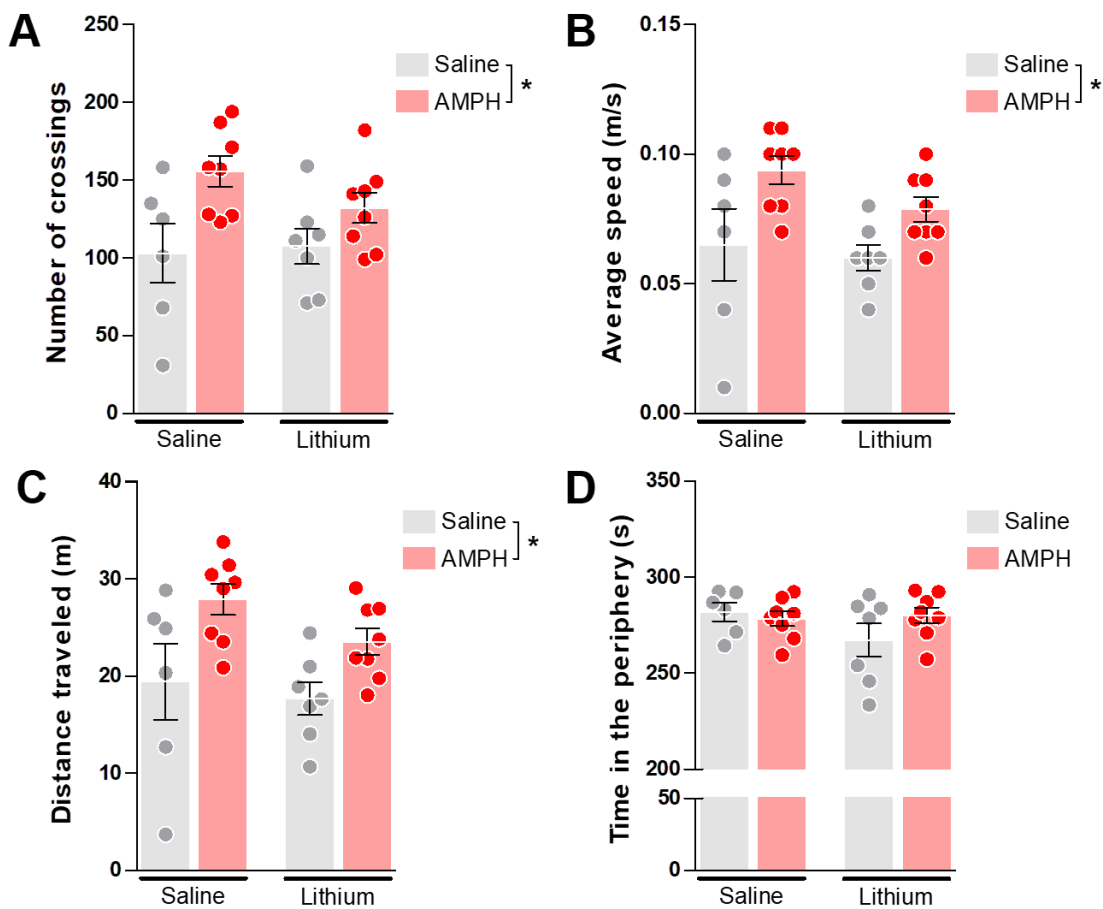 A
Number of crossings
250
200
150
100
50
0
Saline
Lithium
Saline
AMPH
*
B
Average speed (m/s)
0.15
0.10
0.05
0.00
Saline
Lithium
Saline
AMPH
*
C
Distance traveled (m)
40
30
20
10
0
Saline
Lithium
Saline
AMPH
*
D
Time in the periphery (s)
350
300
250
200
50
0
Saline
Lithium
Saline
AMPH